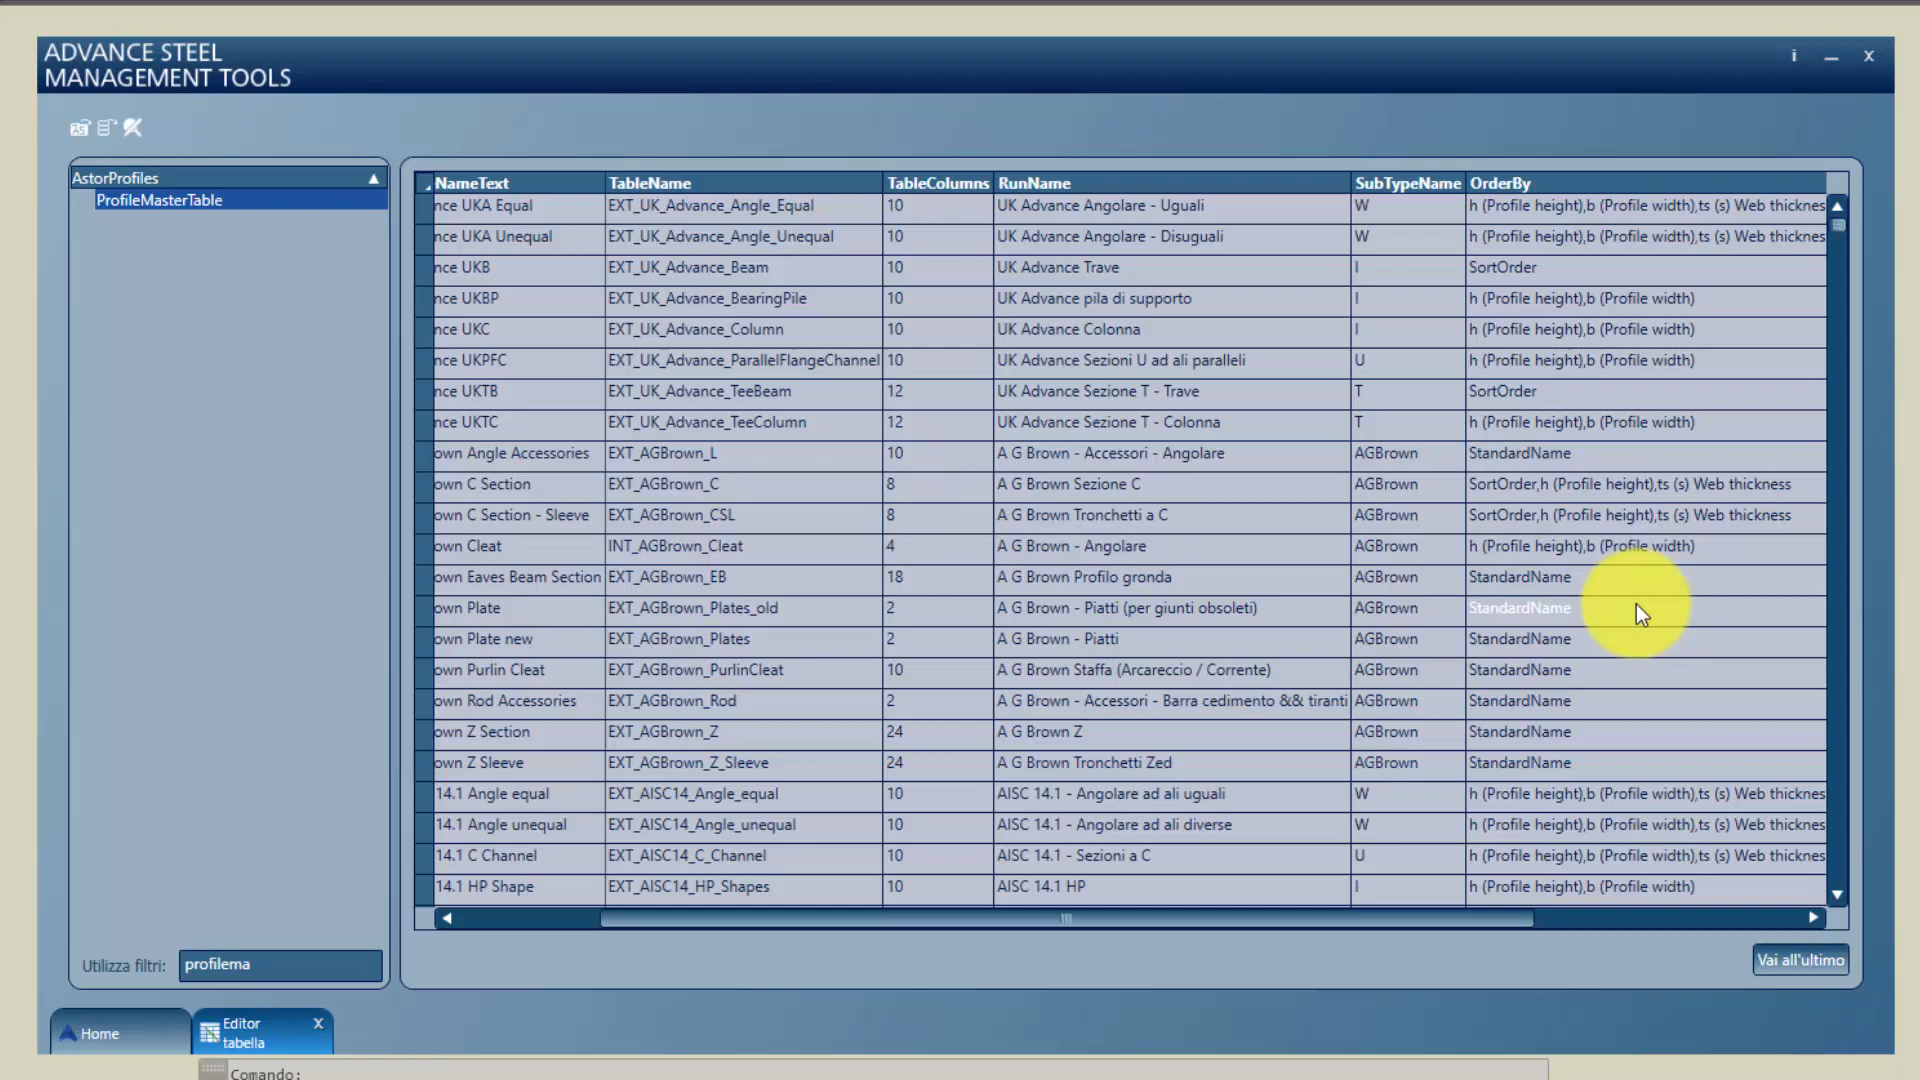 ADVANCE STEEL
MANAGEMENT TOOLS
i
X
AstorProfiles
ProfileMasterTable
NameText TableName TableColumns RunName SubTypeName OrderBy
nce UKA Equal EXT_UK_Advance_Angle_Equal 10 UK Advance Angolare - Uguali W h (Profile height),b (Profile width),ts (s) Web thicknes
nce UKA Unequal EXT_UK_Advance_Angle_Unequal 10 UK Advance Angolare - Disuguali W h (Profile height),b (Profile width),ts (s) Web thicknes
nce UKB EXT_UK_Advance_Beam 10 UK Advance Trave I SortOrder
nce UKBP EXT_UK_Advance_BearingPile 10 UK Advance pila di supporto I h (Profile height),b (Profile width)
nce UKC EXT_UK_Advance_Column 10 UK Advance Colonna I h (Profile height),b (Profile width)
nce UKPFC EXT_UK_Advance_ParallelFlangeChannel 10 UK Advance Sezioni U ad ali paralleli U h (Profile height),b (Profile width)
nce UKTB EXT_UK_Advance_TeeBeam 12 UK Advance Sezione T - Trave T SortOrder
nce UKTC EXT_UK_Advance_TeeColumn 12 UK Advance Sezione T - Colonna T h (Profile height),b (Profile width)
own Angle Accessories EXT_AGBrown_L 10 A G Brown - Accessori - Angolare AGBrown StandardName
own C Section EXT_AGBrown_C 8 A G Brown Sezione C AGBrown SortOrder,h (Profile height),ts (s) Web thickness
own C Section - Sleeve EXT_AGBrown_CSL 8 A G Brown Tronchetti a C AGBrown SortOrder,h (Profile height),ts (s) Web thickness
own Cleat INT_AGBrown_Cleat 4 A G Brown - Angolare AGBrown h (Profile height),b (Profile width)
own Eaves Beam Section EXT_AGBrown_EB 18 A G Brown Profilo gronda AGBrown StandardName
own Plate EXT_AGBrown_Plates_old 2 A G Brown - Piatti (per giunti obsoleti) AGBrown StandardName
own Plate new EXT_AGBrown_Plates 2 A G Brown - Piatti AGBrown StandardName
own Purlin Cleat EXT_AGBrown_PurlinCleat 10 A G Brown Staffa (Arcareccio / Corrente) AGBrown StandardName
own Rod Accessories EXT_AGBrown_Rod 2 A G Brown - Accessori - Barra cedimento && tiranti AGBrown StandardName
own Z Section EXT_AGBrown_Z 24 A G Brown Z AGBrown StandardName
own Z Sleeve EXT_AGBrown_Z_Sleeve 24 A G Brown Tronchetti Zed AGBrown StandardName
14.1 Angle equal EXT_AISC14_Angle_equal 10 AISC 14.1 - Angolare ad ali uguali W h (Profile height),b (Profile width),ts (s) Web thicknes
14.1 Angle unequal EXT_AISC14_Angle_unequal 10 AISC 14.1 - Angolare ad ali diverse W h (Profile height),b (Profile width),ts (s) Web thicknes
14.1 C Channel EXT_AISC14_C_Channel 10 AISC 14.1 - Sezioni a C U h (Profile height),b (Profile width),ts (s) Web thicknes
14.1 HP Shape EXT_AISC14_HP_Shapes 10 AISC 14.1 HP I h (Profile height),b (Profile width)
Utilizza filtri: profilema
Vai all'ultimo
Home
Editor
tabella
X
Comando: